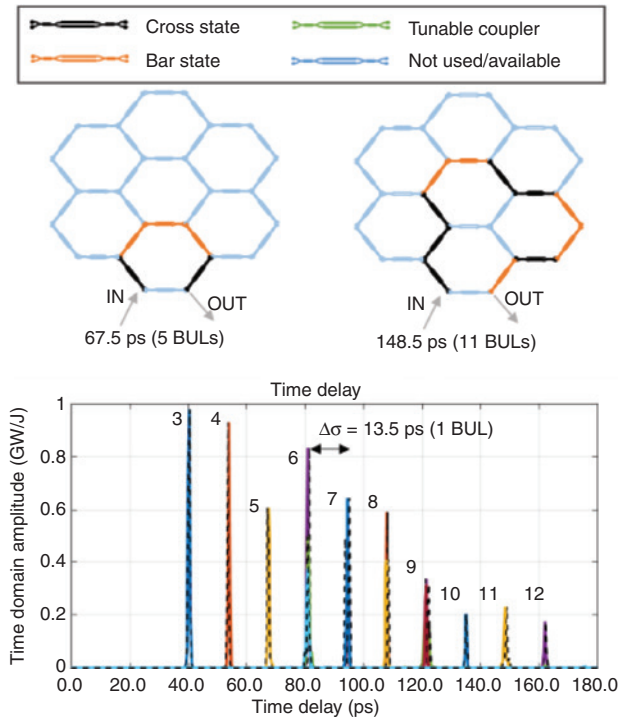 Cross state
Tunable coupler
Bar state
Not used/available
IN
OUT
67.5 ps (5 BULs)
IN
OUT
148.5 ps (11 BULs)
Time delay
Time domain amplitude (GW/J)
1
0.8
0.6
0.4
0.2
0
3
4
5
6
Δσ = 13.5 ps (1 BUL)
7
8
9
10
11
12
0.0
20.0
40.0
60.0
80.0
100.0
120.0
140.0
160.0
180.0
Time delay (ps)